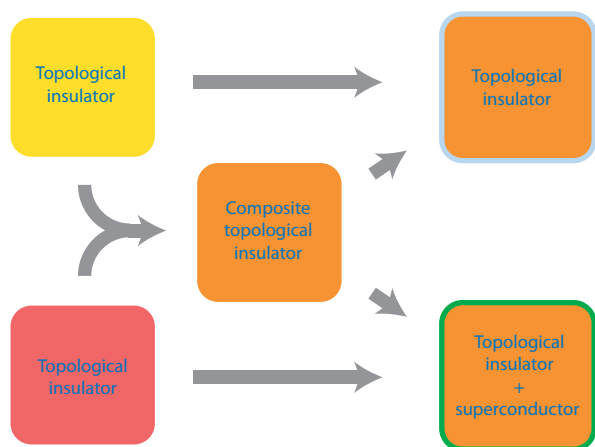 Topological
insulator
Topological
insulator
Composite
topological
insulator
Topological
insulator
Topological
insulator
+
superconductor